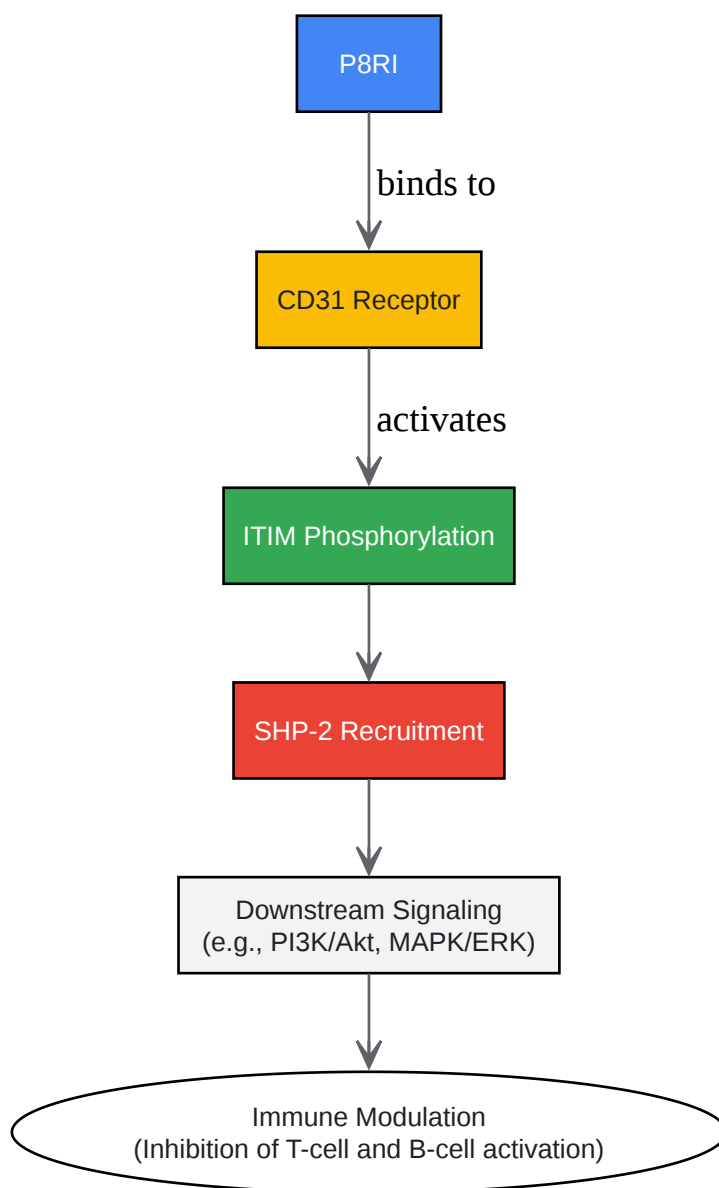 P8RI
binds to
CD31 Receptor
activates
ITIM Phosphorylation
SHP-2 Recruitment
Downstream Signaling
(e.g., PI3K/Akt, MAPK/ERK)
Immune Modulation
(Inhibition of T-cell and B-cell activation)